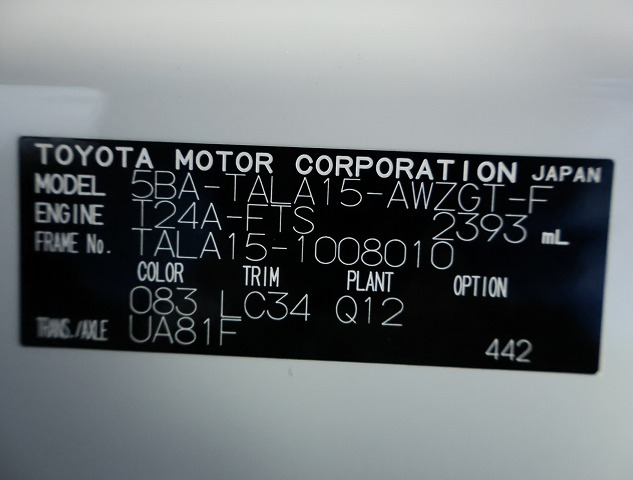 TOYOTA MOTOR CORPORATION JAPAN
MODEL 5BA-TALA15-AWZGT-F
ENGINE T24A-FTS 2393 mL
FRAME No. TALA15-1008010
COLOR TRIM PLANT OPTION
083 LC34 Q12
TRANS./AXLE UA81F
442